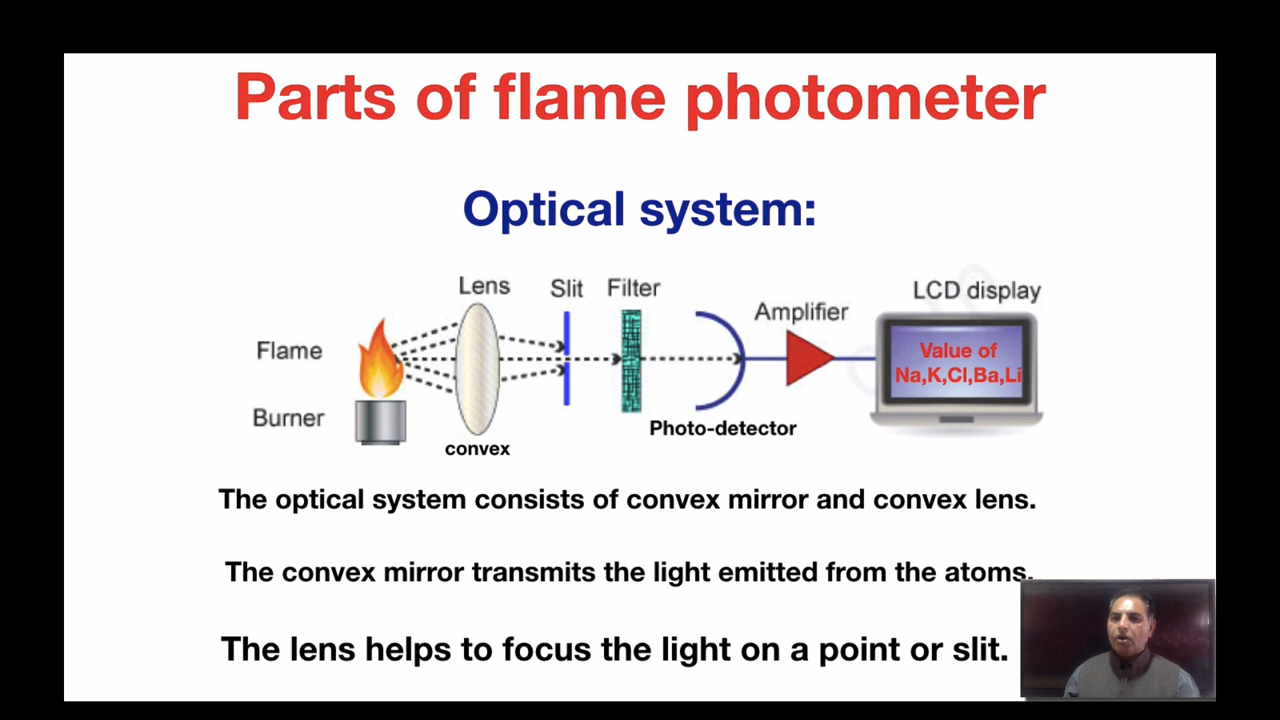 Parts of flame photometer
Optical system:
Lens
Slit
Filter
Amplifier
LCD display
Flame
Burner
convex
Photo-detector
Value of
Na,K,Cl,Ba,Li
The optical system consists of convex mirror and convex lens.
The convex mirror transmits the light emitted from the atoms.
The lens helps to focus the light on a point or slit.